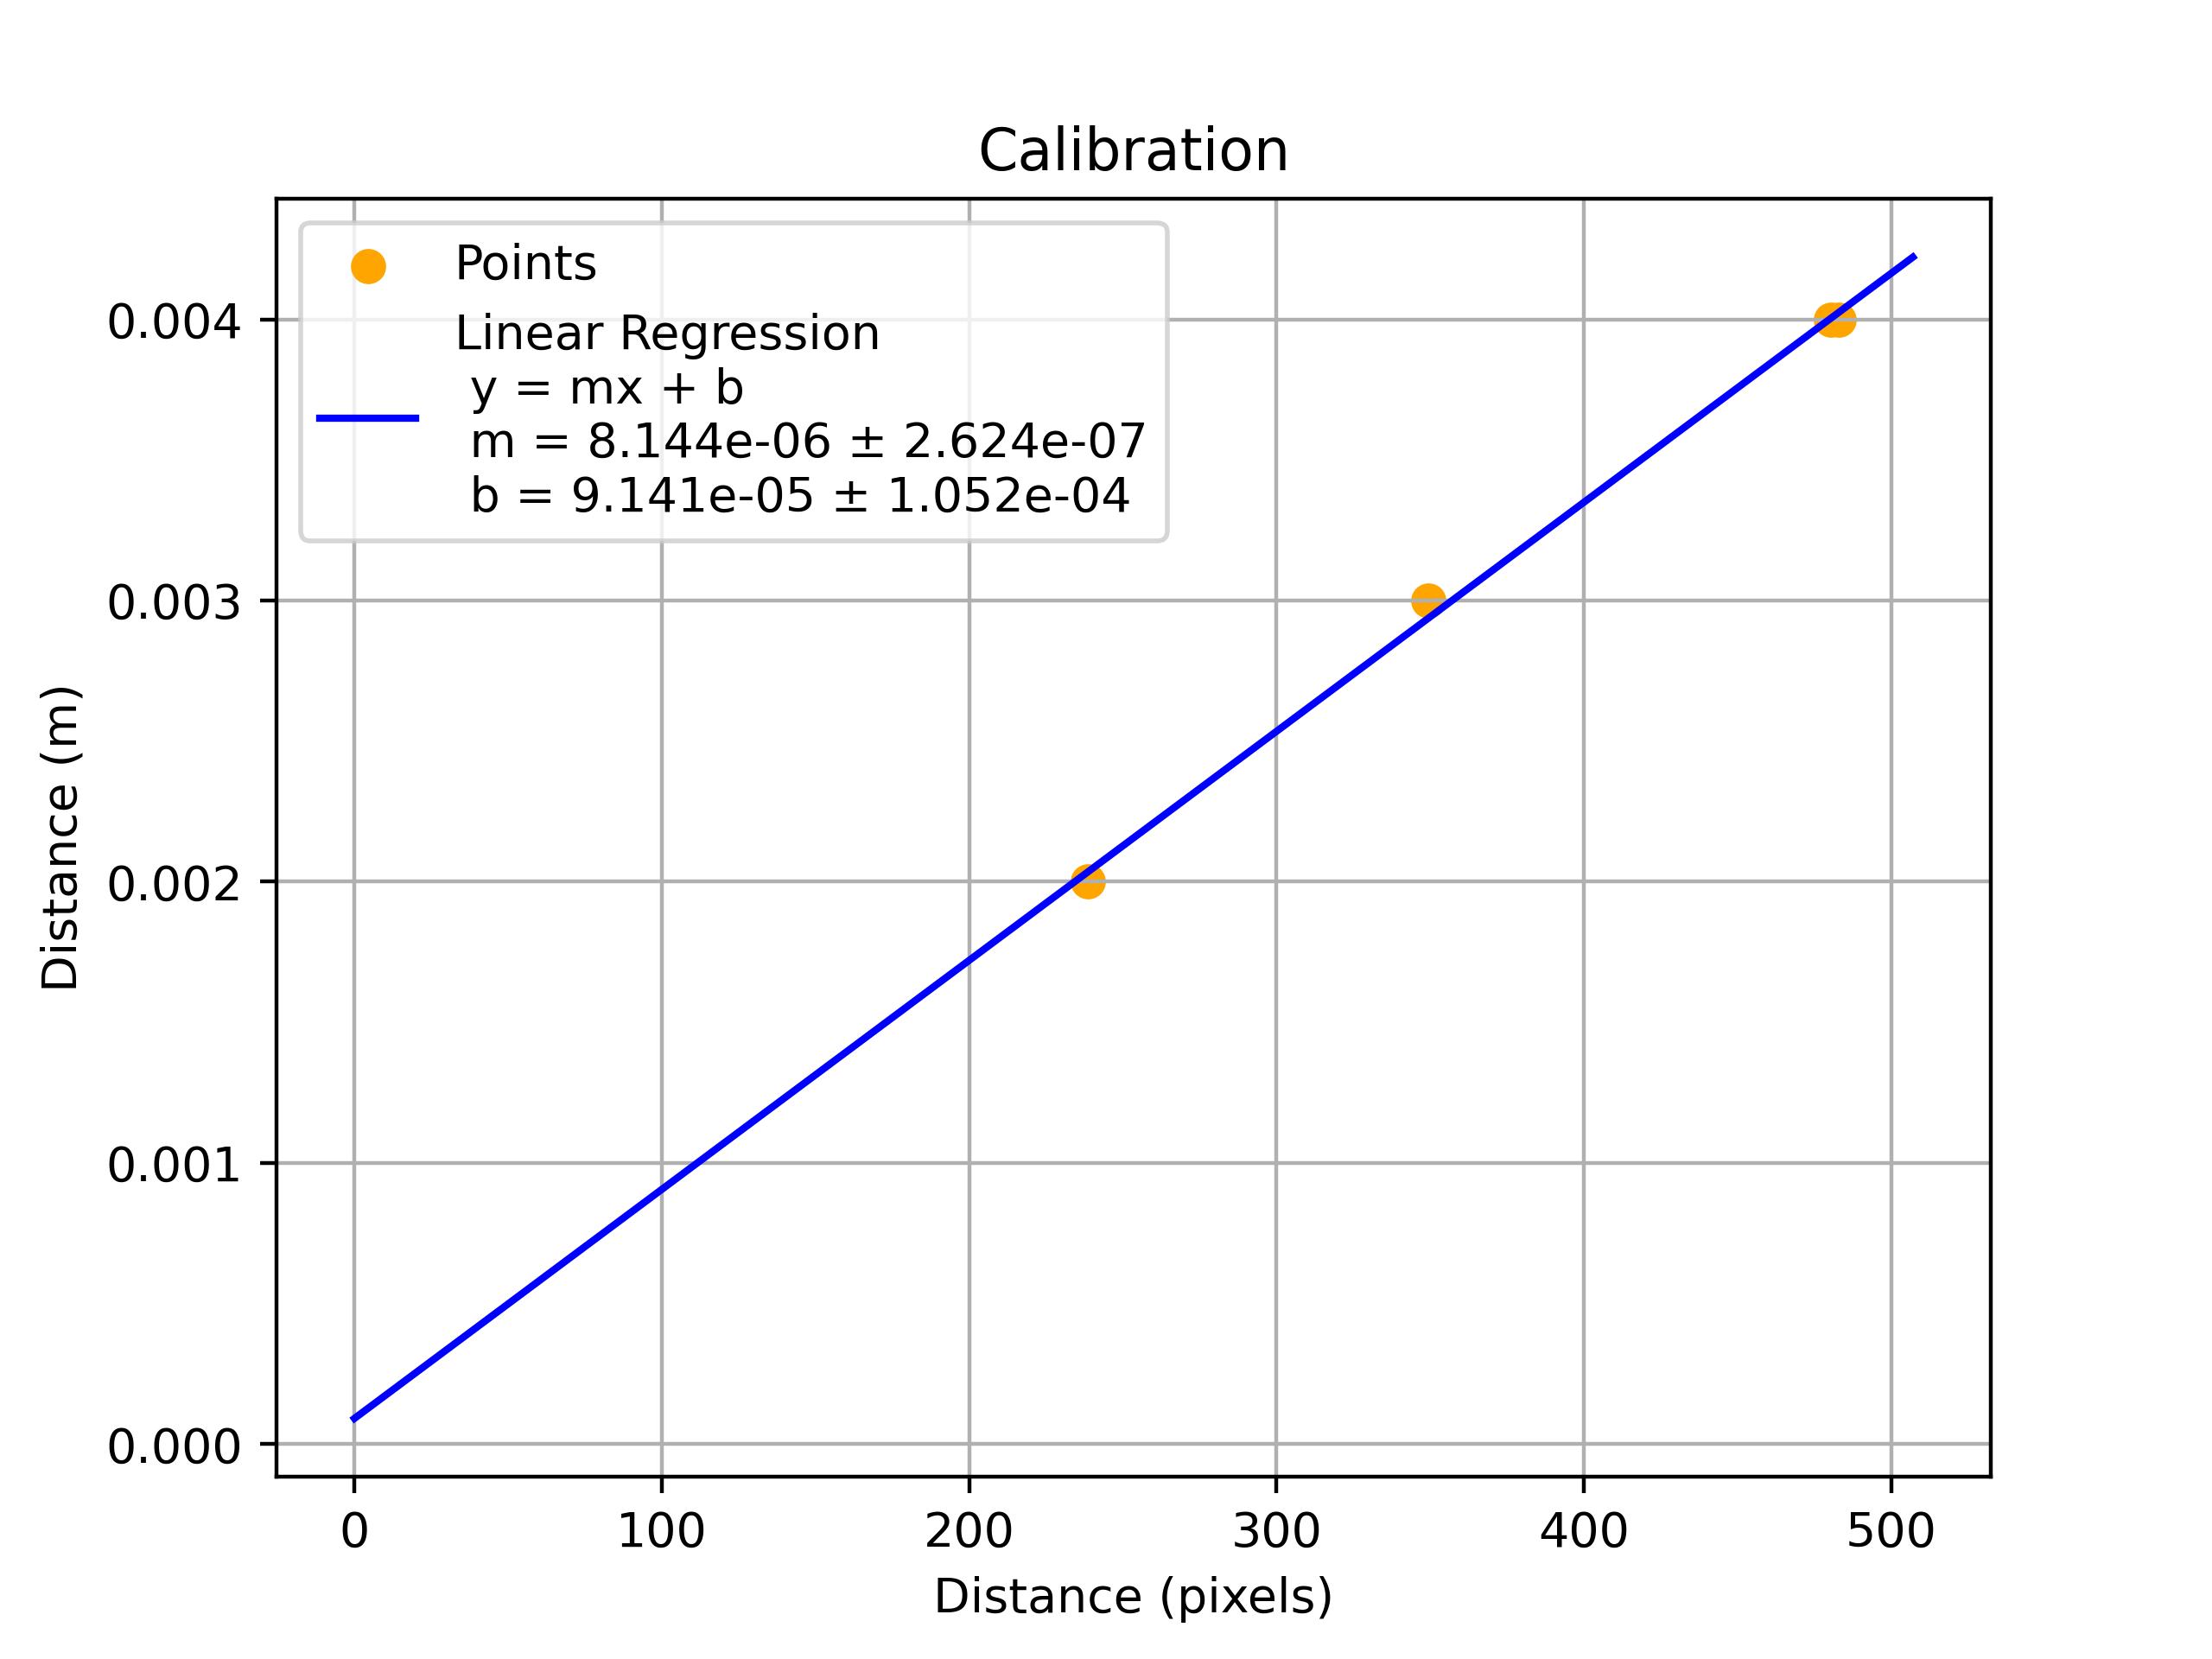 Calibration
Points
Linear Regression
y = mx + b
m = 8.144e-06 ± 2.624e-07
b = 9.141e-05 ± 1.052e-04
0.004
0.003
0.002
0.001
0.000
Distance (m)
0 100 200 300 400 500
Distance (pixels)